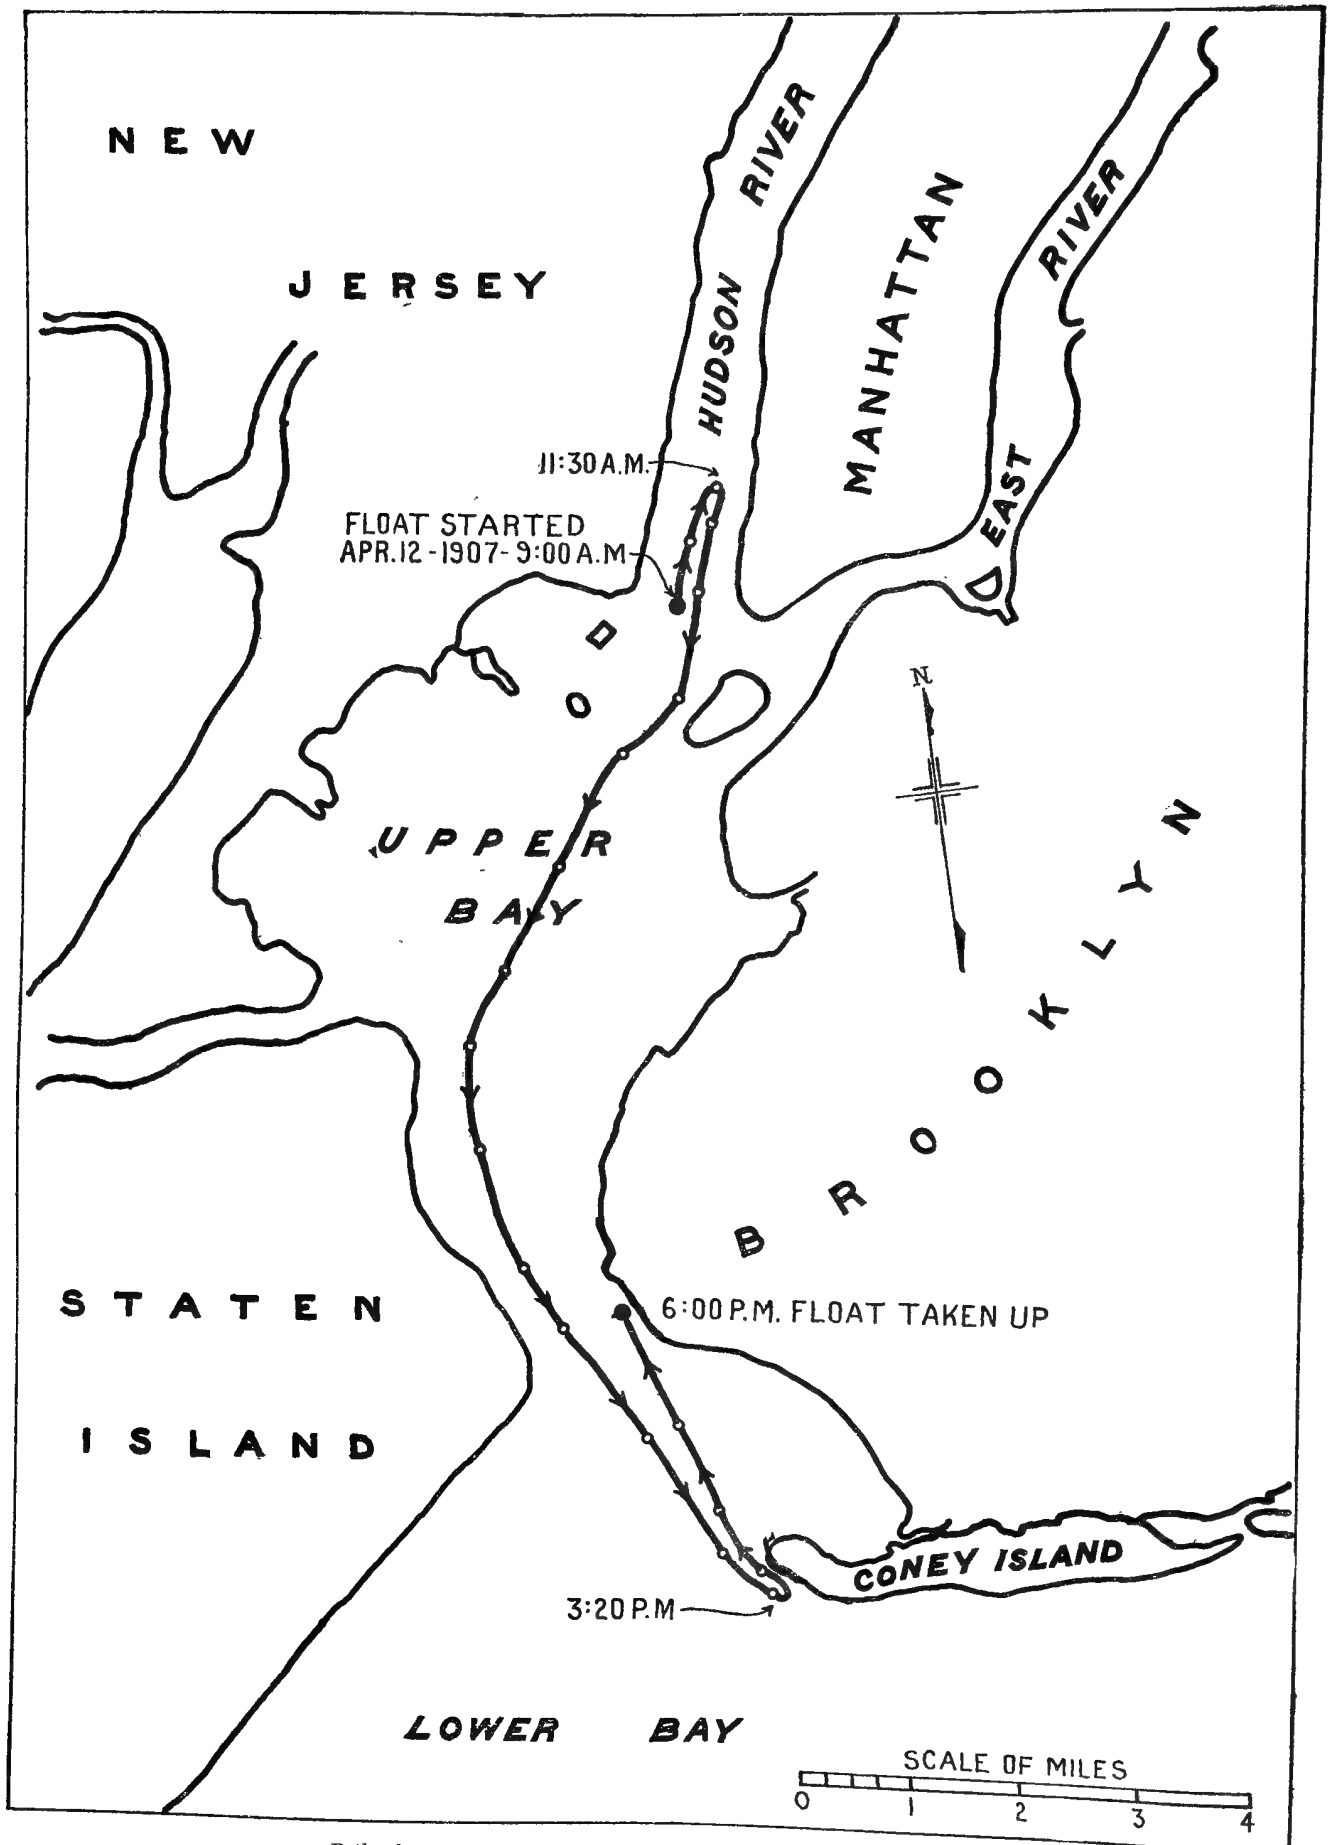 NEW
JERSEY
HUDSON RIVER
MANHATTAN
EAST RIVER
11:30 A.M.
FLOAT STARTED
APR. 12-1907-9:00 A.M
N
UPPER
BAY
BROOKLYN
STATEN
ISLAND
6:00 P.M. FLOAT TAKEN UP
CONEY ISLAND
3:20 P.M
LOWER BAY
SCALE OF MILES
0 1 2 3 4